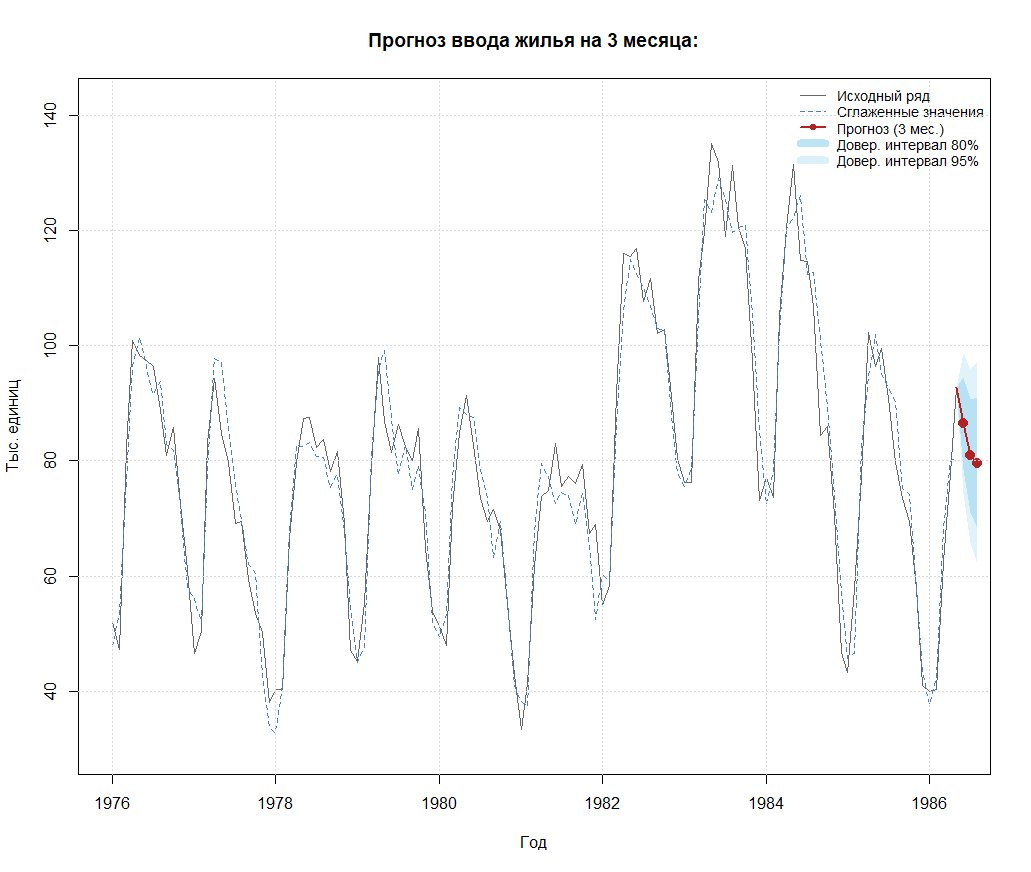 Прогноз ввода жилья на 3 месяца:
Исходный ряд
Сглаженные значения
Прогноз (3 мес.)
Довер. интервал 80%
Довер. интервал 95%
Тыс. единиц
140
120
100
80
60
40
1976 1978 1980 1982 1984 1986
Год